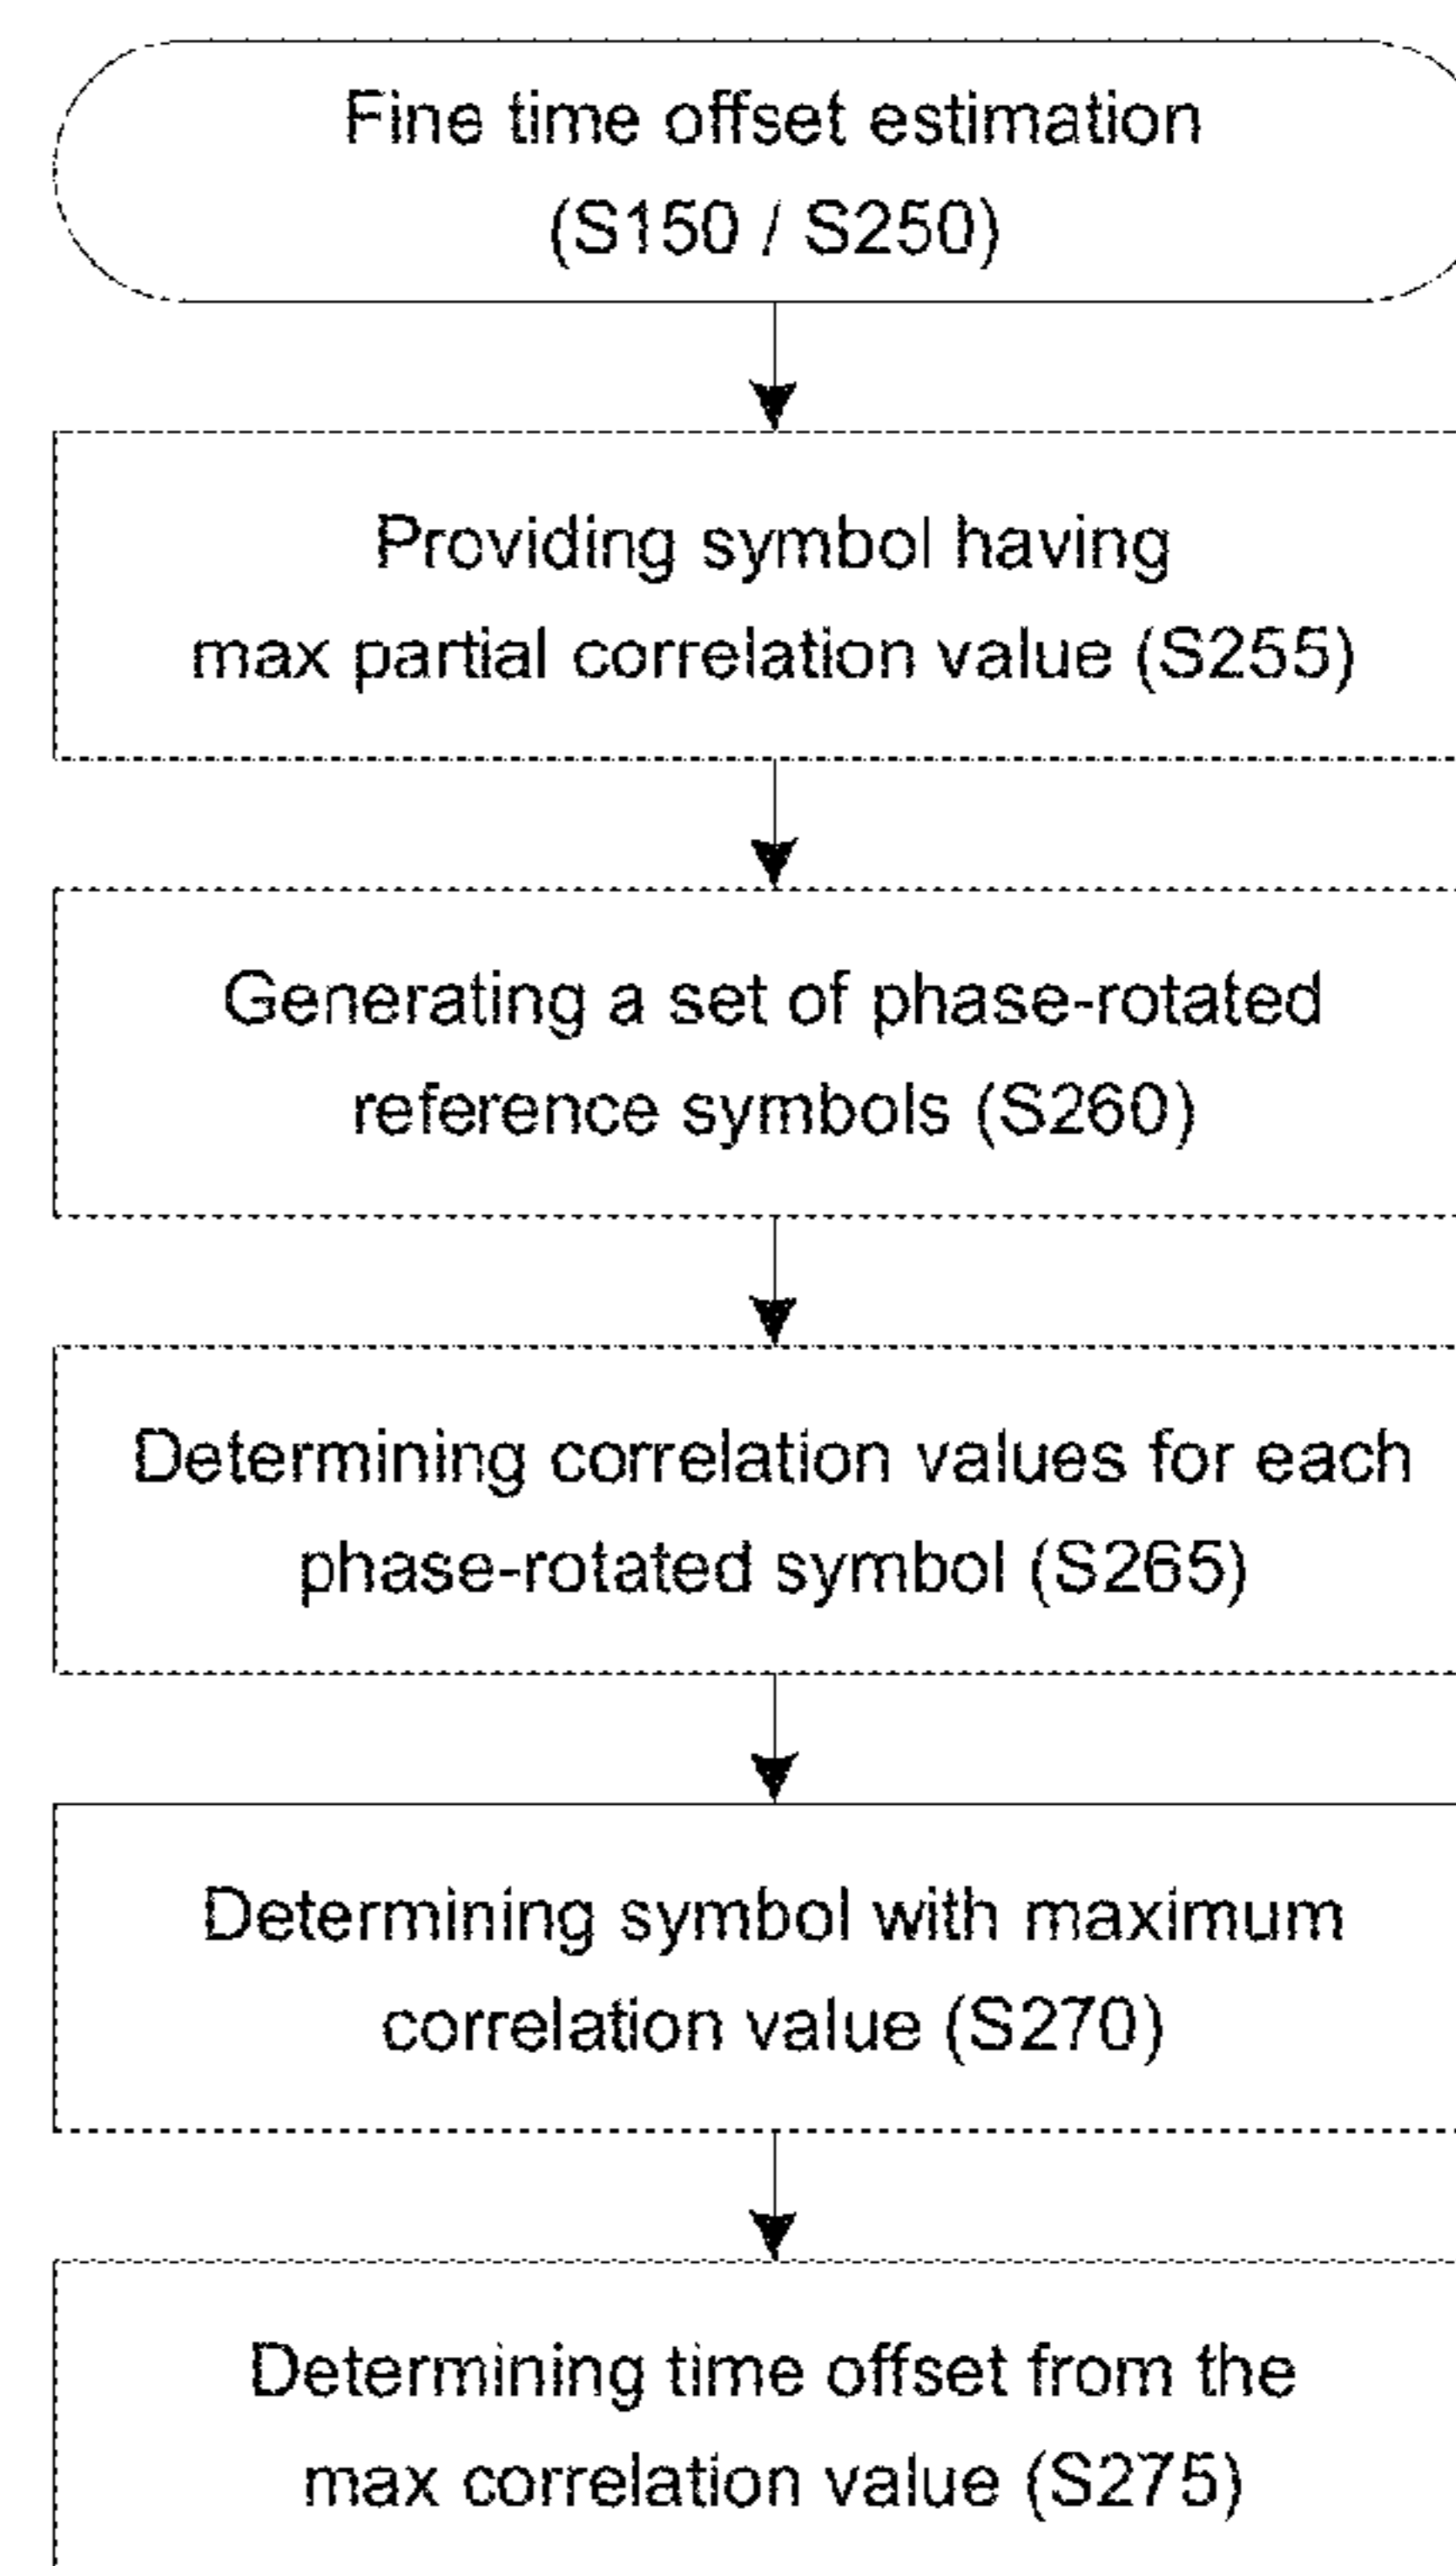 Fine time offset estimation
(S150 / S250)
Providing symbol having
max partial correlation value (S255)
Generating a set of phase-rotated
reference symbols (S260)
Determining correlation values for each
phase-rotated symbol (S265)
Determining symbol with maximum
correlation value (S270)
Determining time offset from the
max correlation value (S275)